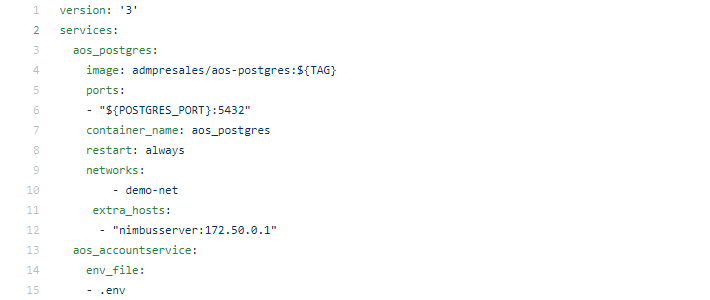 1 version: '3'
2 services:
3   aos_postgres:
4     image: admpresales/aos-postgres:${TAG}
5     ports:
6     - "${POSTGRES_PORT}:5432"
7     container_name: aos_postgres
8     restart: always
9     networks:
10         - demo-net
11      extra_hosts:
12       - "nimbusserver:172.50.0.1"
13   aos_accountservice:
14     env_file:
15     - .env